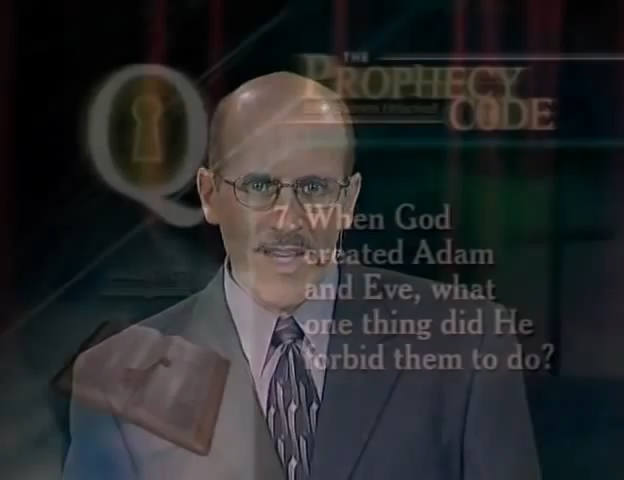 Q
THE
PROPHECY
CODE
7 When God
created Adam
and Eve, what
one thing did He
forbid them to do?